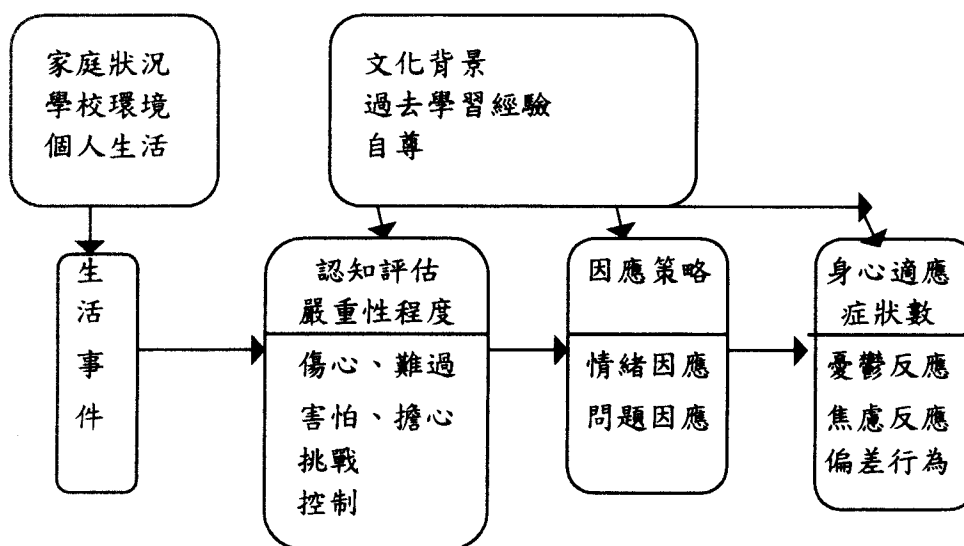 家庭狀況
學校環境
個人生活
文化背景
過去學習經驗
自尊
生活事件
認知評估
嚴重性程度
傷心、難過
害怕、擔心
挑戰
控制
因應策略
情緒因應
問題因應
身心適應
症狀數
憂鬱反應
焦慮反應
偏差行為